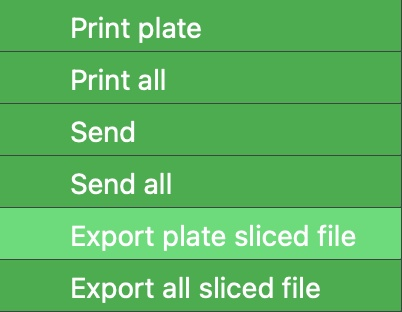 Print plate
Print all
Send
Send all
Export plate sliced file
Export all sliced file